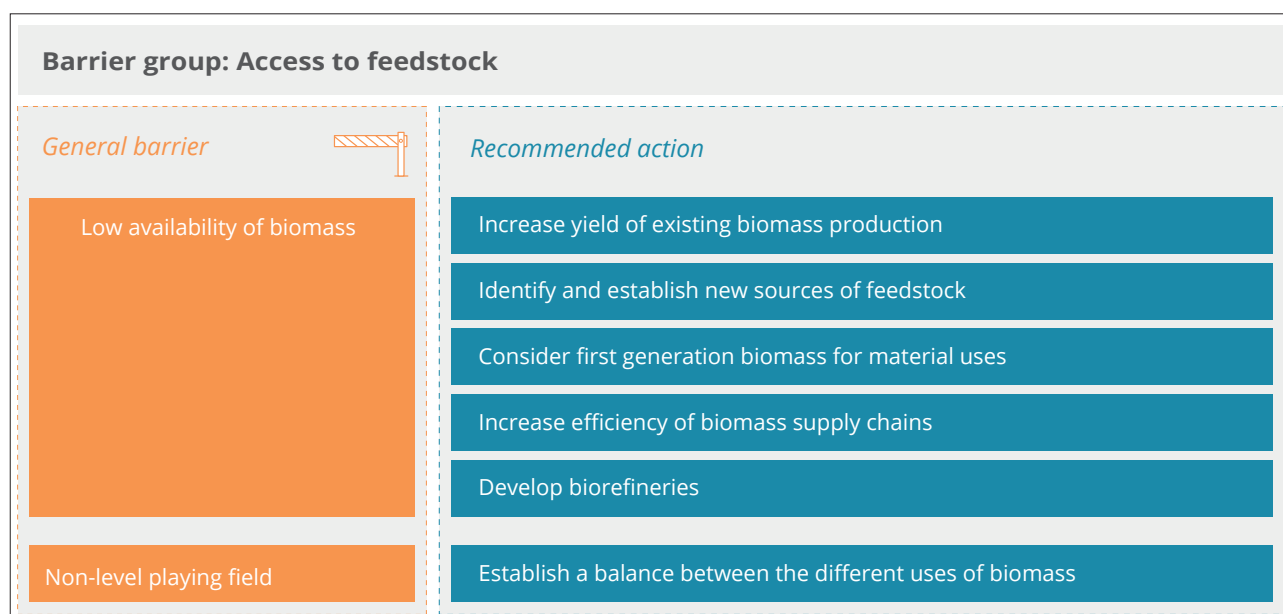 Barrier group: Access to feedstock
General barrier
Recommended action
Low availability of biomass
Increase yield of existing biomass production
Identify and establish new sources of feedstock
Consider first generation biomass for material uses
Increase efficiency of biomass supply chains
Develop biorefineries
Non-level playing field
Establish a balance between the different uses of biomass